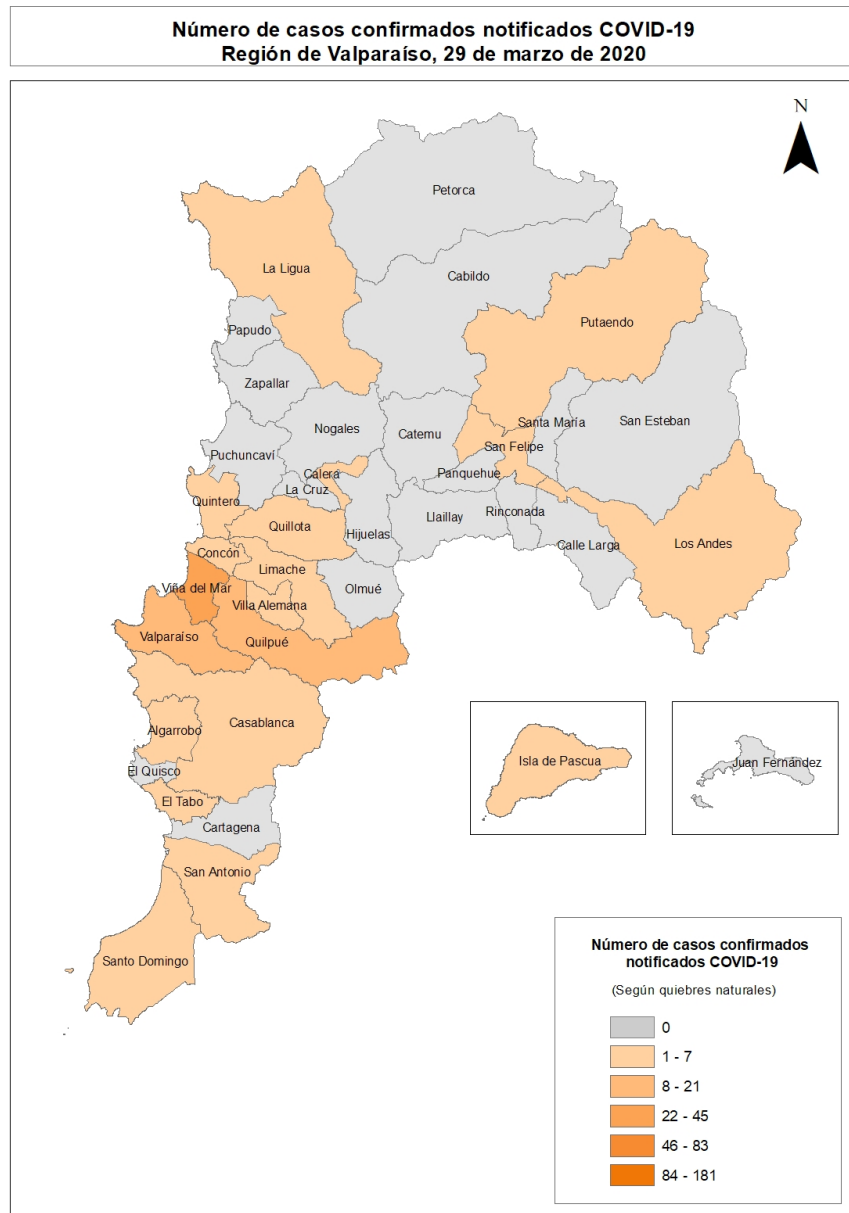 Número de casos confirmados notificados COVID-19
Región de Valparaíso, 29 de marzo de 2020
N
Petorca
La Ligua
Cabildo
Putaendo
Papudo
Zapallar
San Esteban
Santa María
Nogales
Catemu
San Felipe
Puchuncaví
Calera
Panquehue
La Cruz
Quintero
Rinconada
Llaillay
Quillota
Hijuelas
Calle Larga
Los Andes
Concón
Limache
Viña del Mar
Olmué
Villa Alemana
Valparaíso
Quilpué
Casablanca
Algarrobo
Isla de Pascua
Juan Fernández
El Quisco
El Tabo
Cartagena
San Antonio
Santo Domingo
Número de casos confirmados
notificados COVID-19
(Según quiebres naturales)
0
1 - 7
8 - 21
22 - 45
46 - 83
84 - 181